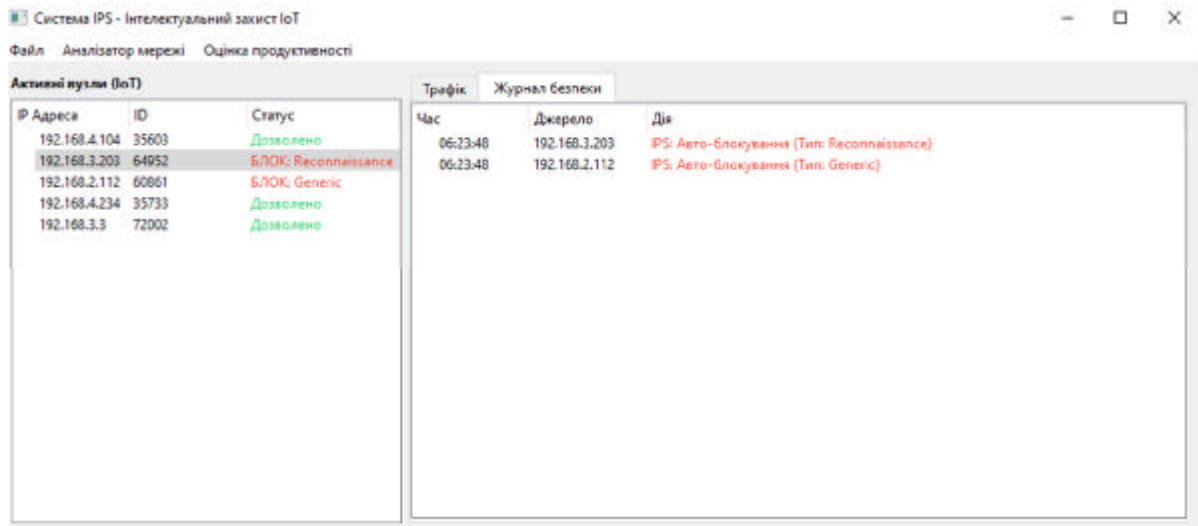 Система IPS - Інтелектуальний захист IoT
Файл Аналізатор мережі Оцінка продуктивності
Активні вузли (IoT)
IP Адреса ID Статус
192.168.4.104 35603 Дозволено
192.168.3.203 64952 БЛОК: Reconnaissance
192.168.2.112 60861 БЛОК: Generic
192.168.4.234 35733 Дозволено
192.168.3.3 72002 Дозволено
Трафік Журнал безпеки
Час Джерело Дія
06:23:48 192.168.3.203 IPS: Авто-блокування (Тип: Reconnaissance)
06:23:48 192.168.2.112 IPS: Авто-блокування (Тип: Generic)